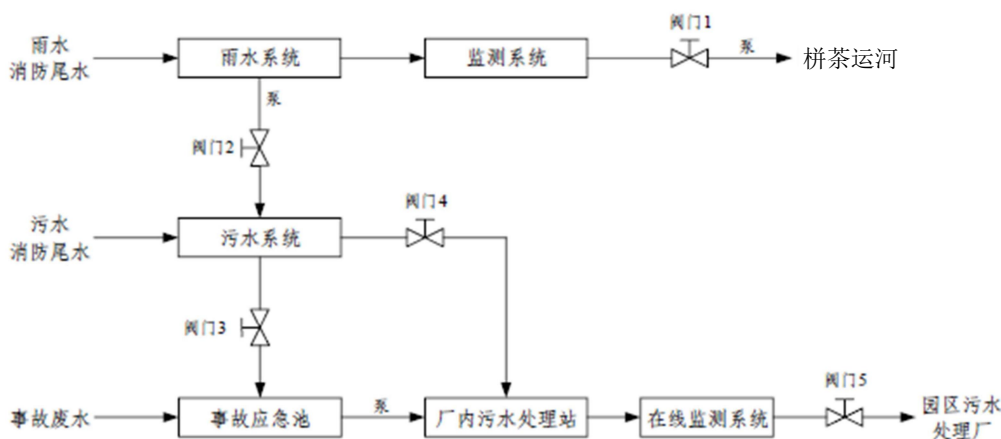 阀门1
雨水
消防尾水
雨水系统
监测系统
泵
栟茶运河
泵
阀门2
阀门4
污水
消防尾水
污水系统
阀门3
阀门5
事故废水
事故应急池
泵
厂内污水处理站
在线监测系统
园区污水
处理厂